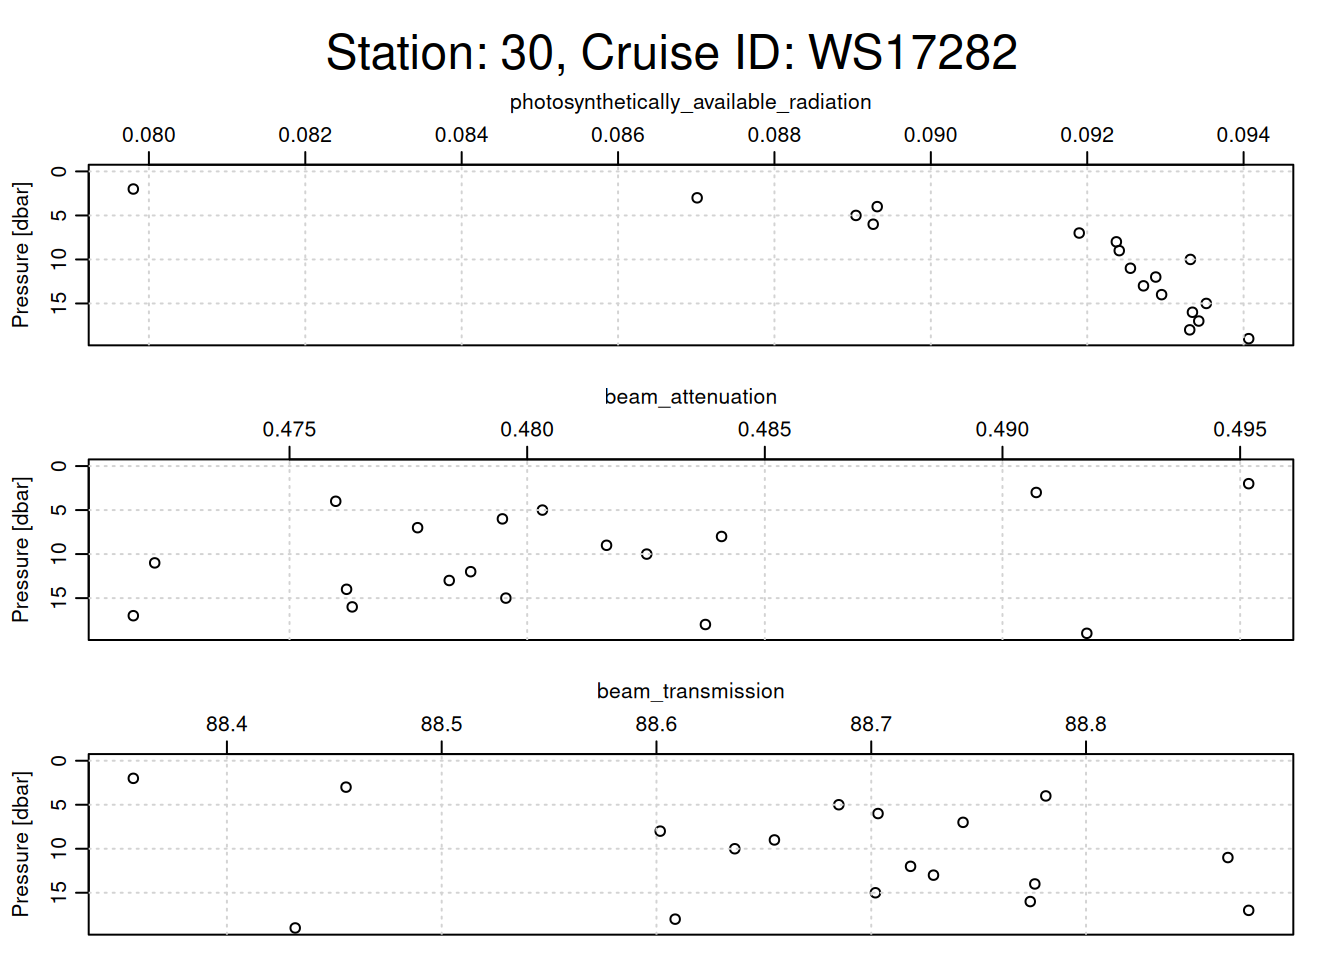 Station: 30, Cruise ID: WS17282
photosynthetically_available_radiation
0.080 0.082 0.084 0.086 0.088 0.090 0.092 0.094
Pressure [dbar]
0
5
10
15
beam_attenuation
0.475 0.480 0.485 0.490 0.495
Pressure [dbar]
0
5
10
15
beam_transmission
88.4 88.5 88.6 88.7 88.8
Pressure [dbar]
0
5
10
15